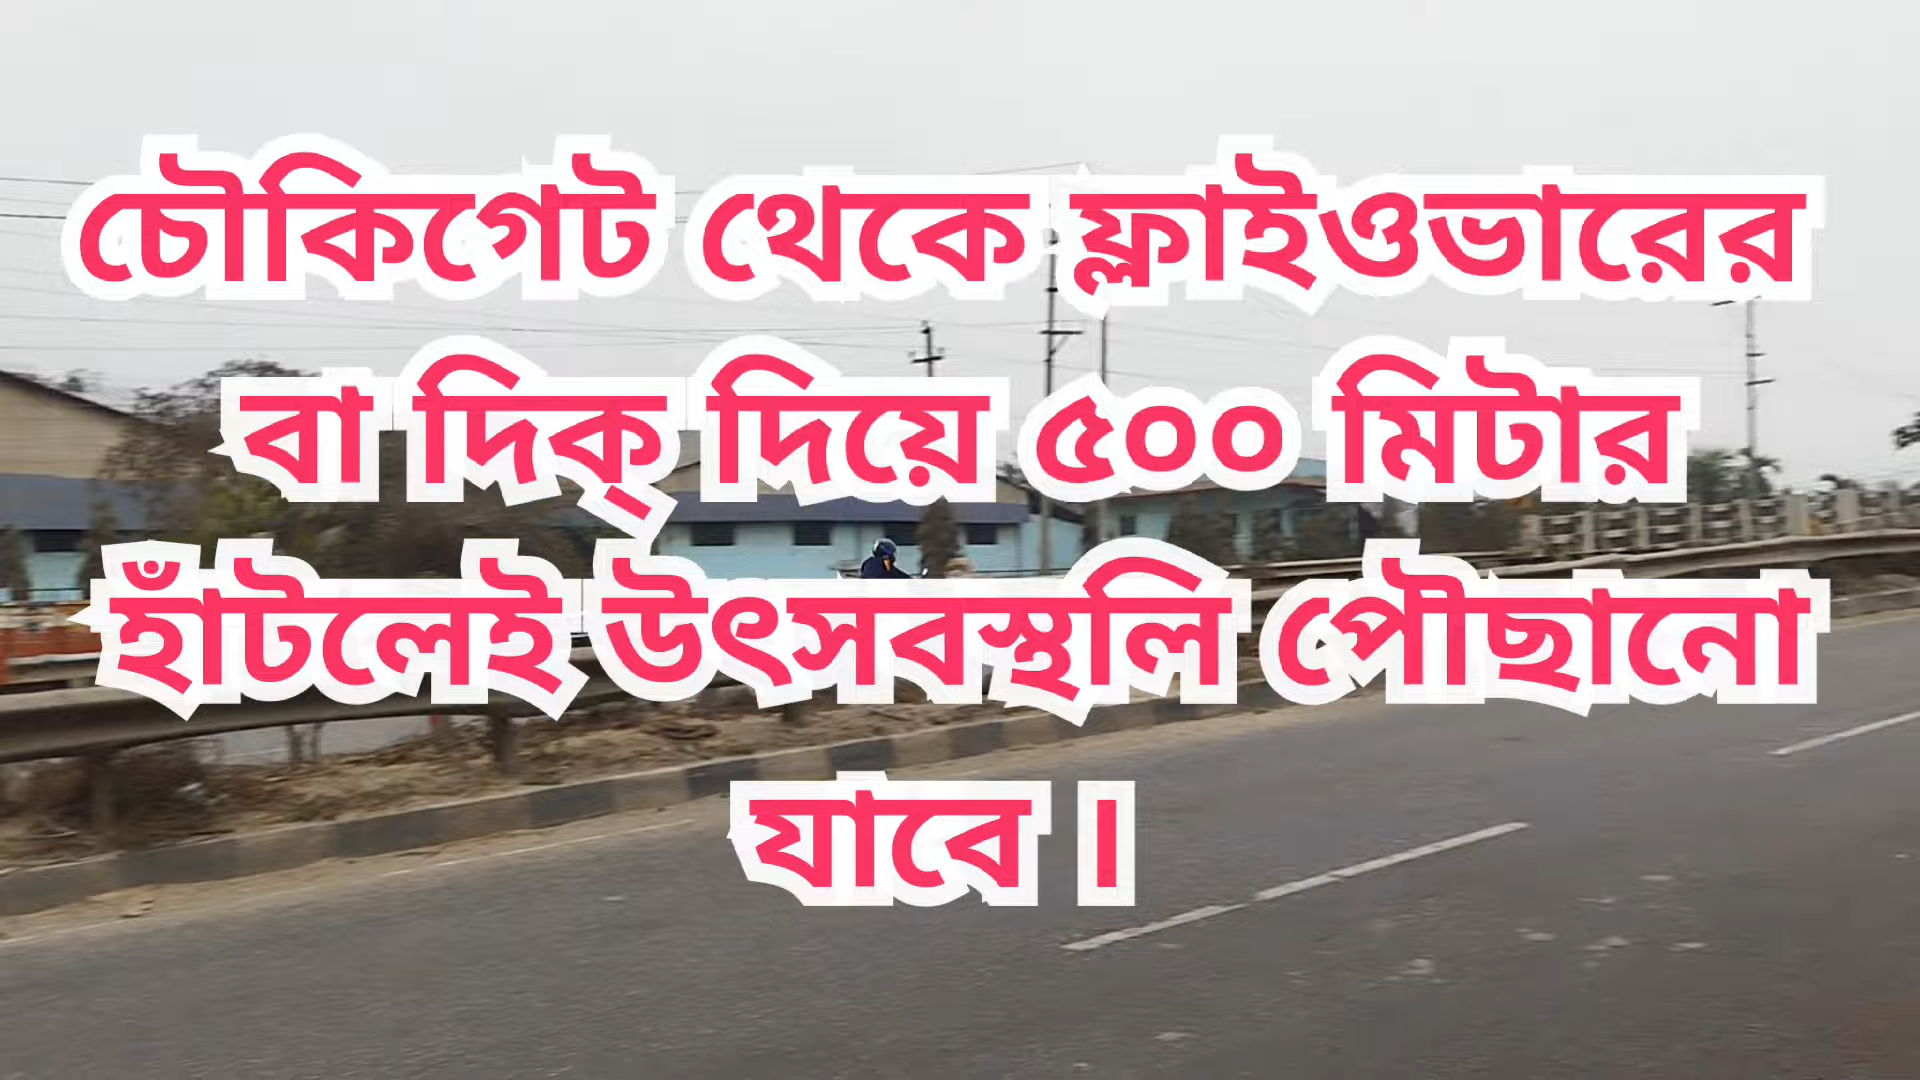 চৌকিগেট থেকে ফ্লাইওভারের
বা দিক্ দিয়ে ৫০০ মিটার
হাঁটলেই উৎসবস্থলি পৌছানো
যাবে ।